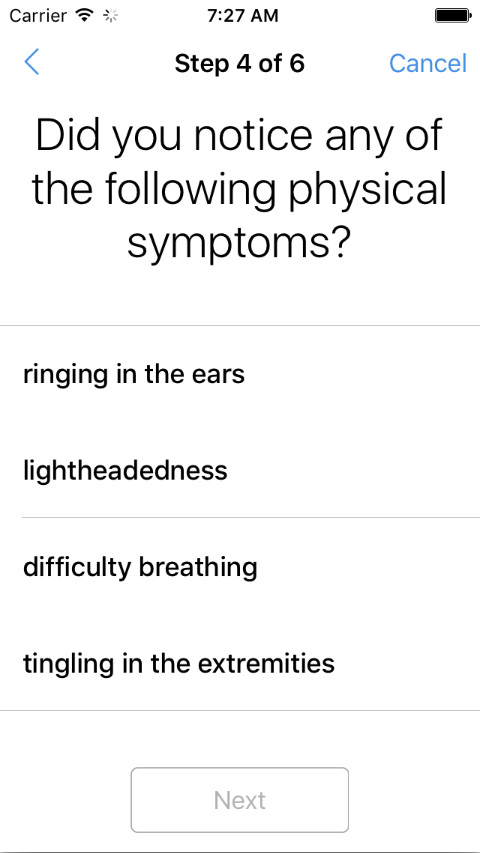 Carrier 7:27 AM
Step 4 of 6 Cancel
Did you notice any of
the following physical
symptoms?
ringing in the ears
lightheadedness
difficulty breathing
tingling in the extremities
Next